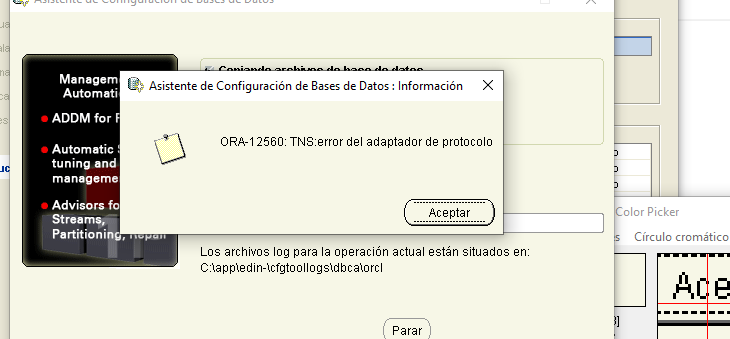 Asistente de Configuración de Bases de Datos
Copiando archivos de base de datos
Managem
Automati
ADDM for
Automatic S
tuning and
manageme
Advisors fo
Streams,
Partitioning, Repair
Asistente de Configuración de Bases de Datos : Información
ORA-12560: TNS:error del adaptador de protocolo
Aceptar
Los archivos log para la operación actual están situados en:
C:\app\edin-\cfgtoollogs\dbca\orcl
Parar
Color Picker
Círculo cromático
Ace